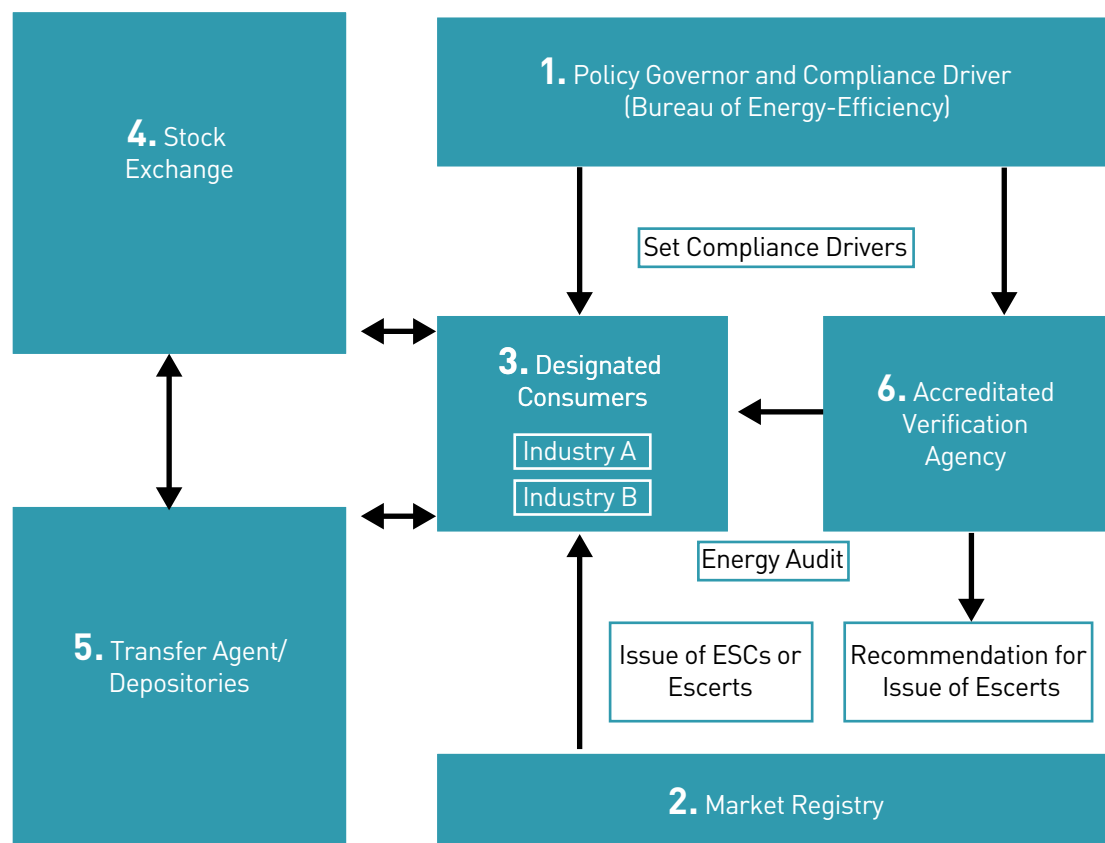 1. Policy Governor and Compliance Driver
(Bureau of Energy-Efficiency)
4. Stock
Exchange
Set Compliance Drivers
3. Designated
Consumers
Industry A
Industry B
6. Accreditated
Verification
Agency
Energy Audit
5. Transfer Agent/
Depositories
Issue of ESCs or
Escerts
Recommendation for
Issue of Escerts
2. Market Registry